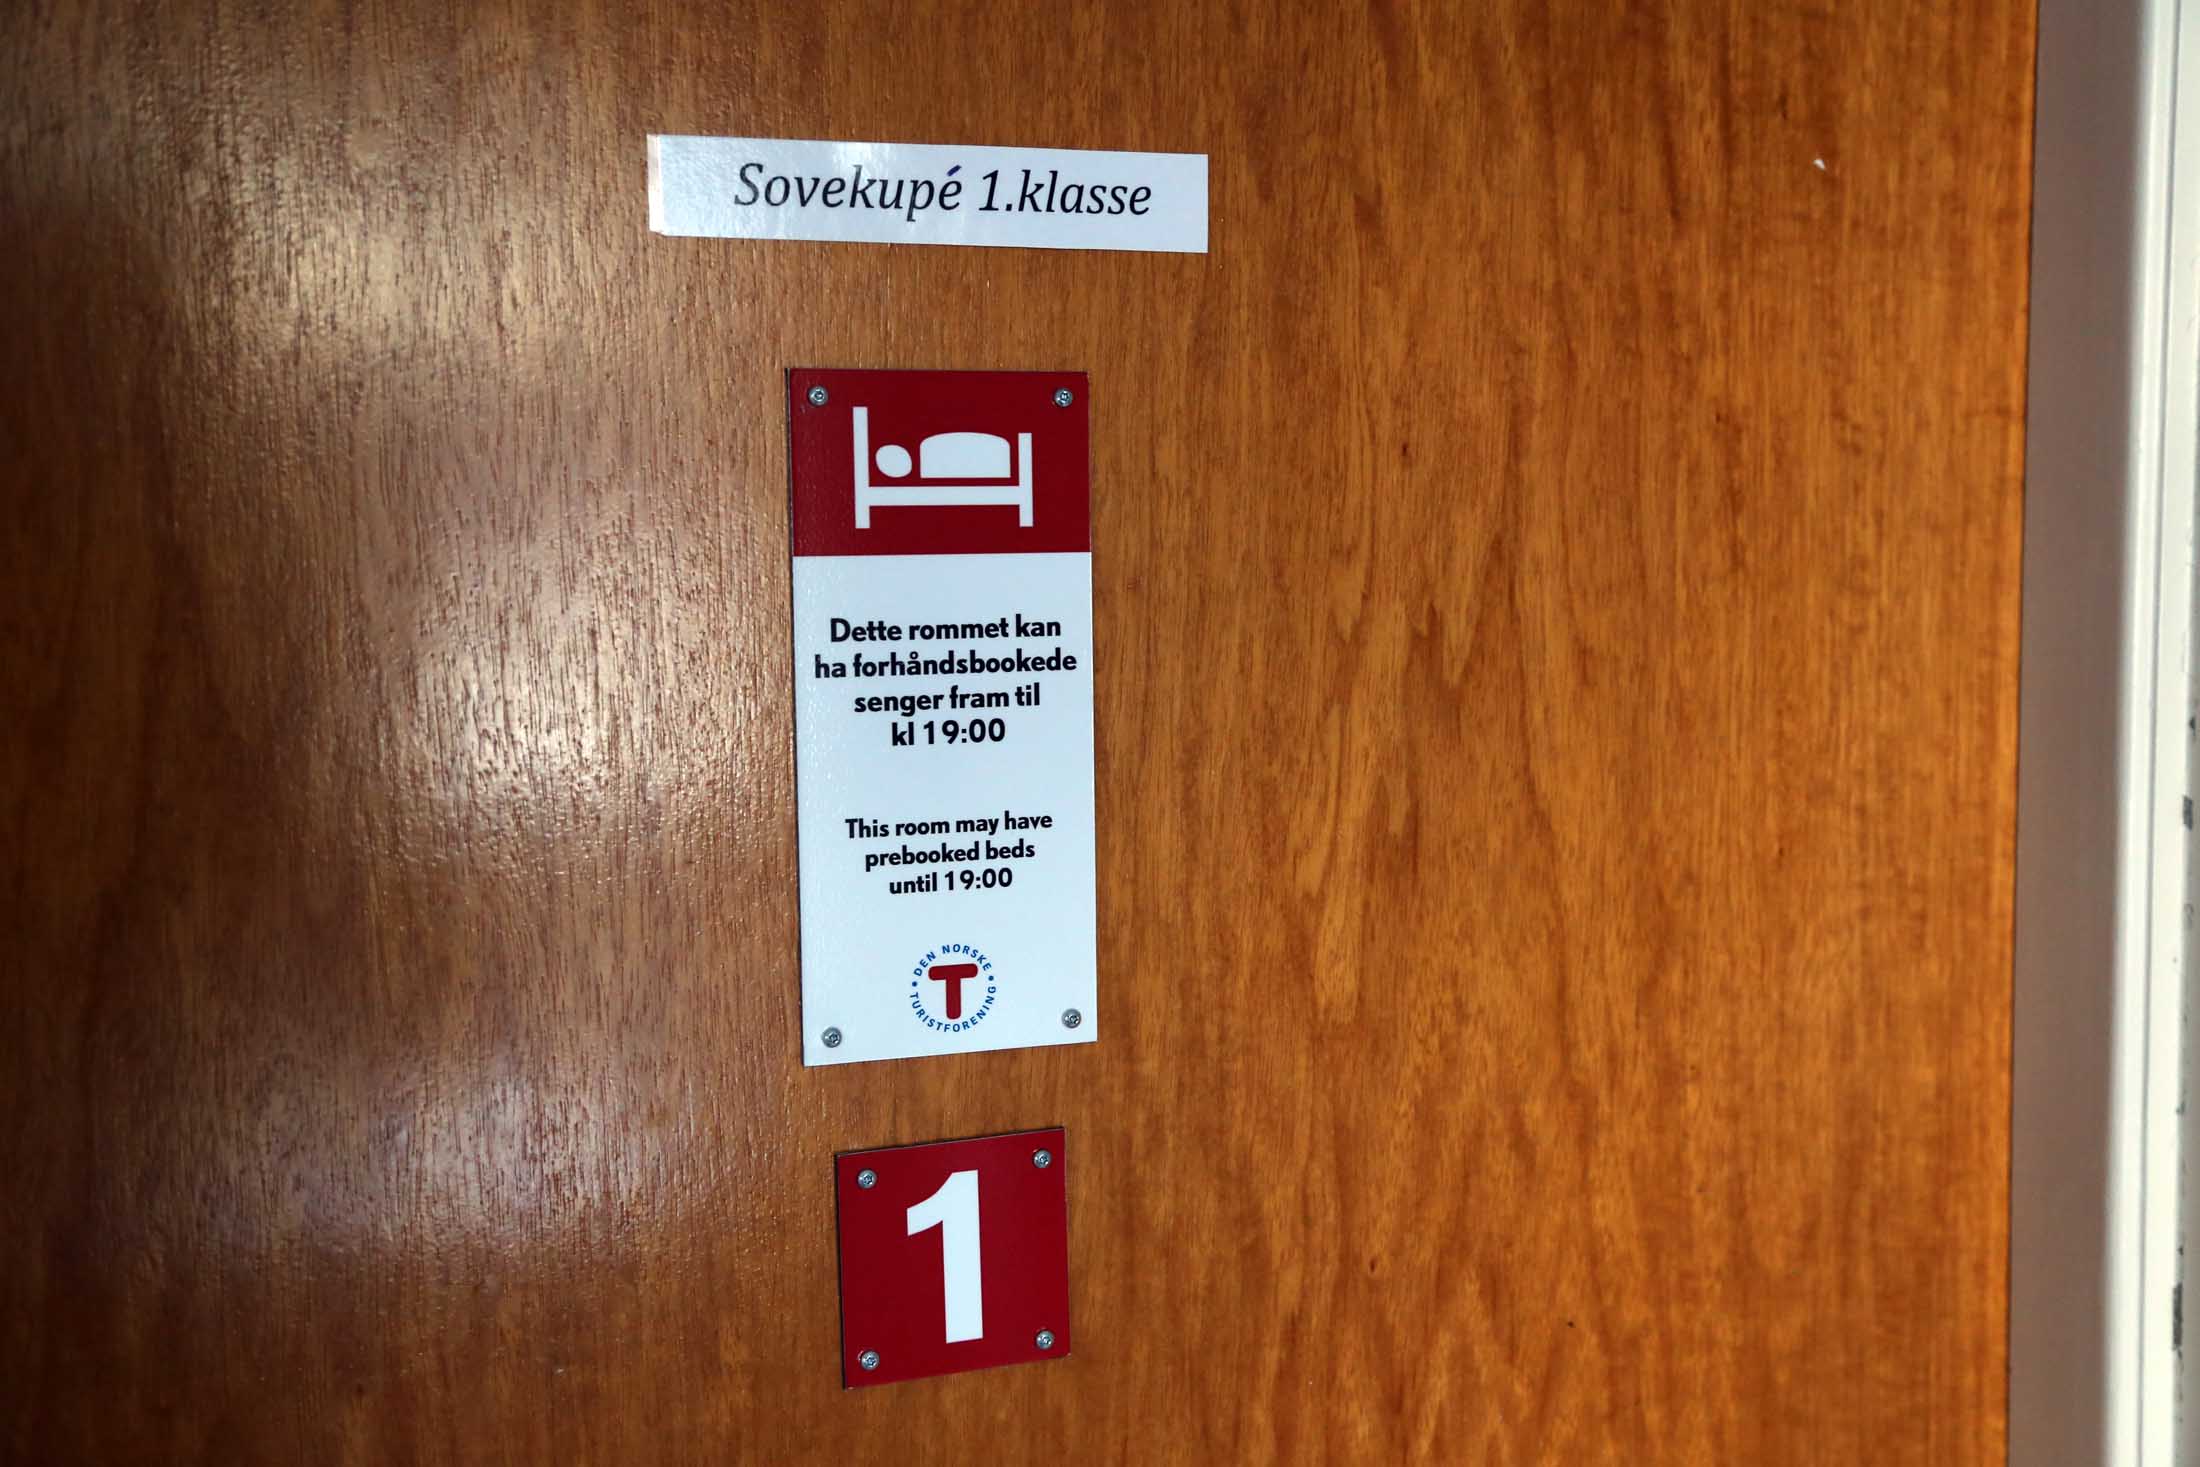 Sovekupé 1.klasse
Dette rommet kan
ha forhåndsbookede
senger fram til
kl 19:00
This room may have
prebooked beds
until 19:00
DEN NORSKE
T
TURISTFORENING
1